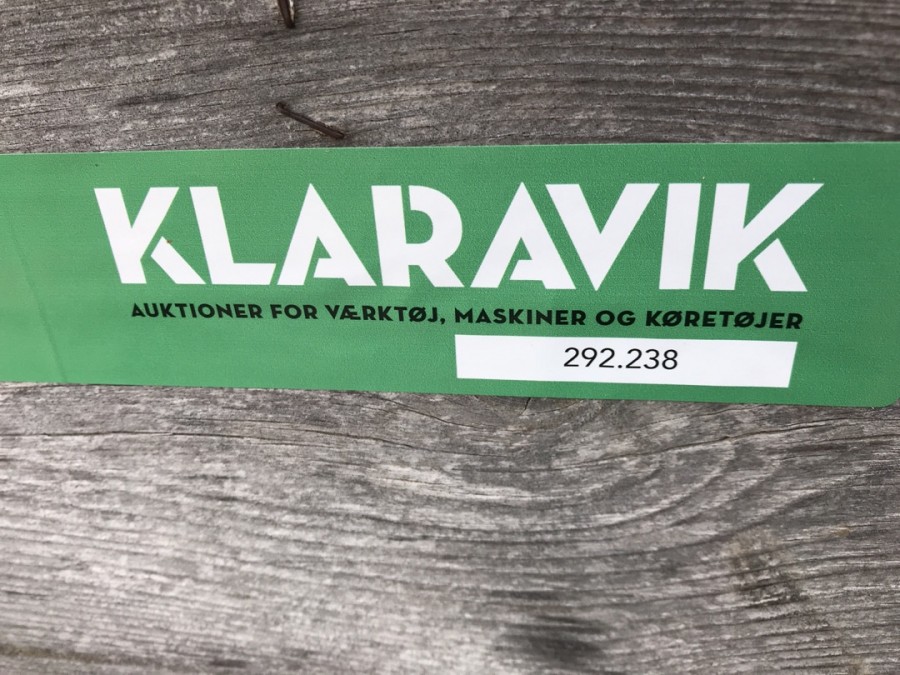 KLARAVIK
AUKTIONER FOR VÆRKTØJ, MASKINER OG KØRETØJER
292.238